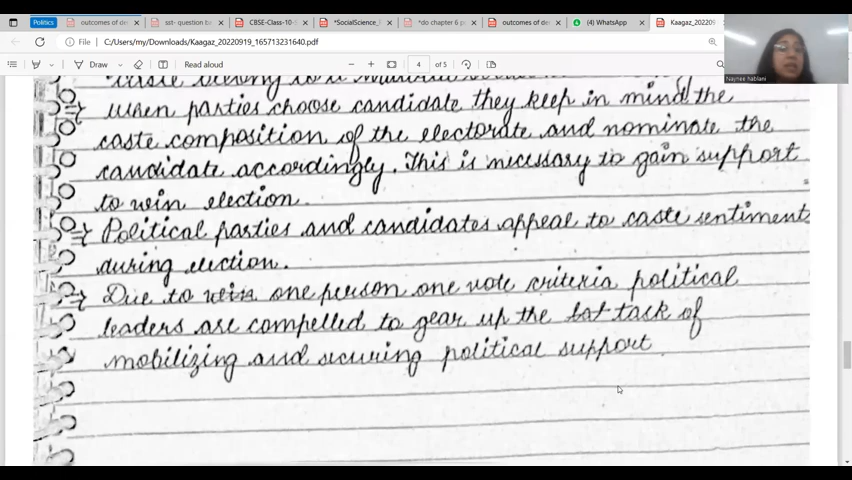 Politics
outcomes of de
sst- question b
CBSE-Class-10-S
*SocialScience_
*do chapter 6 p
outcomes of de
(4) WhatsApp
Kaagaz_2022091
File
C:/Users/my/Downloads/Kaagaz_20220919_165713231640.pdf
Draw
Read aloud
4
of 5
when parties choose candidate they keep in mind the
caste composition of the electorate and nominate the
candidate accordingly. This is necessary to gain support
to win election.
Political parties and candidates appeal to caste sentiments
during election.
Due to one person one vote criteria political
leaders are compelled to gear up the task of
mobilizing and securing political support.